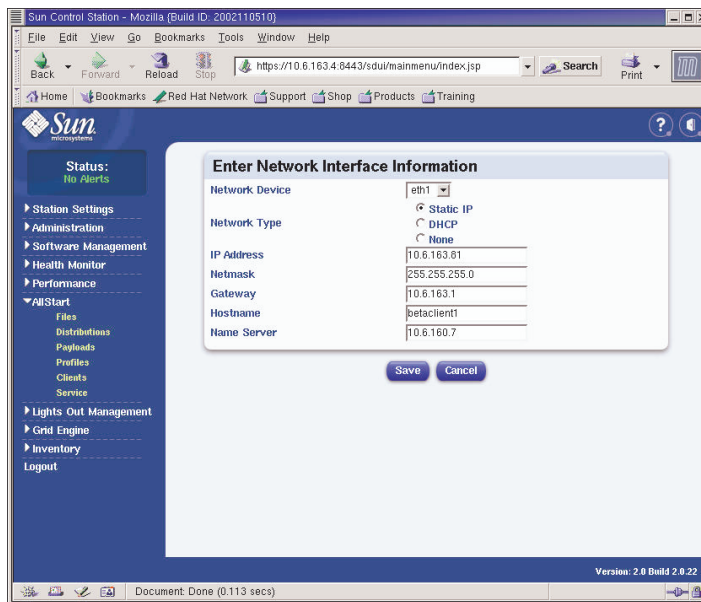 Sun Control Station - Mozilla {Build ID: 2002110510}
File Edit View Go Bookmarks Tools Window Help
Back Forward Reload Stop https://10.6.163.4:8443/sdui/mainmenu/index.jsp Search Print
Home Bookmarks Red Hat Network Support Shop Products Training
Sun
microsystems
Status:
No Alerts
Station Settings
Administration
Software Management
Health Monitor
Performance
AllStart
Files
Distributions
Payloads
Profiles
Clients
Service
Lights Out Management
Grid Engine
Inventory
Logout
Enter Network Interface Information
Network Device eth1
Network Type
Static IP
DHCP
None
IP Address 10.6.163.81
Netmask 255.255.255.0
Gateway 10.6.163.1
Hostname betaclient1
Name Server 10.6.160.7
Save Cancel
Version: 2.0 Build 2.0.22
Document: Done (0.113 secs)